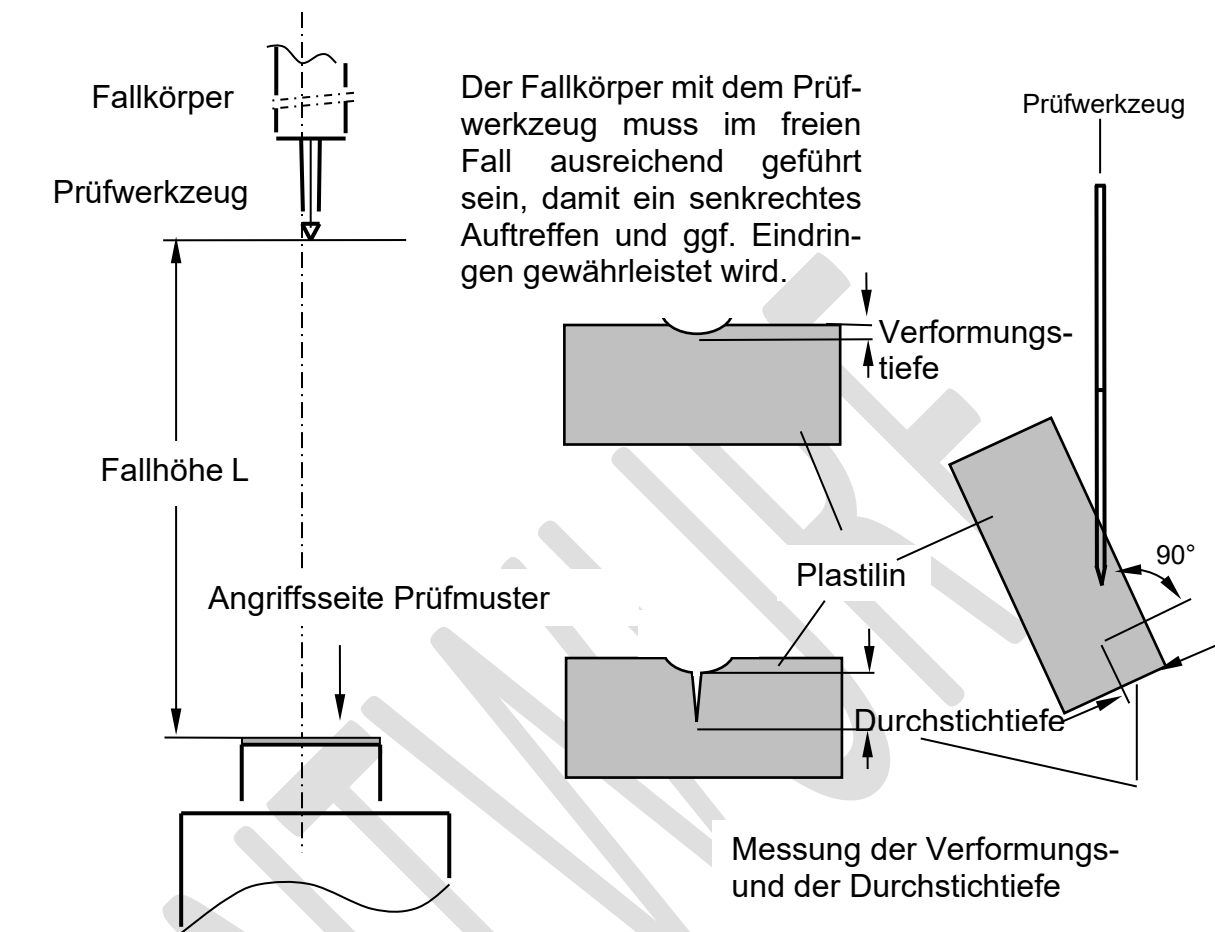 Fallkörper
Prüfwerkzeug
Fallhöhe L
Angriffsseite Prüfmuster
Der Fallkörper mit dem Prüf-
werkzeug muss im freien
Fall ausreichend geführt
sein, damit ein senkrechtes
Auftreffen und ggf. Eindrin-
gen gewährleistet wird.
Verformungs-
tiefe
Plastilin
Durchstichtiefe
Prüfwerkzeug
90°
Messung der Verformungs-
und der Durchstichtiefe